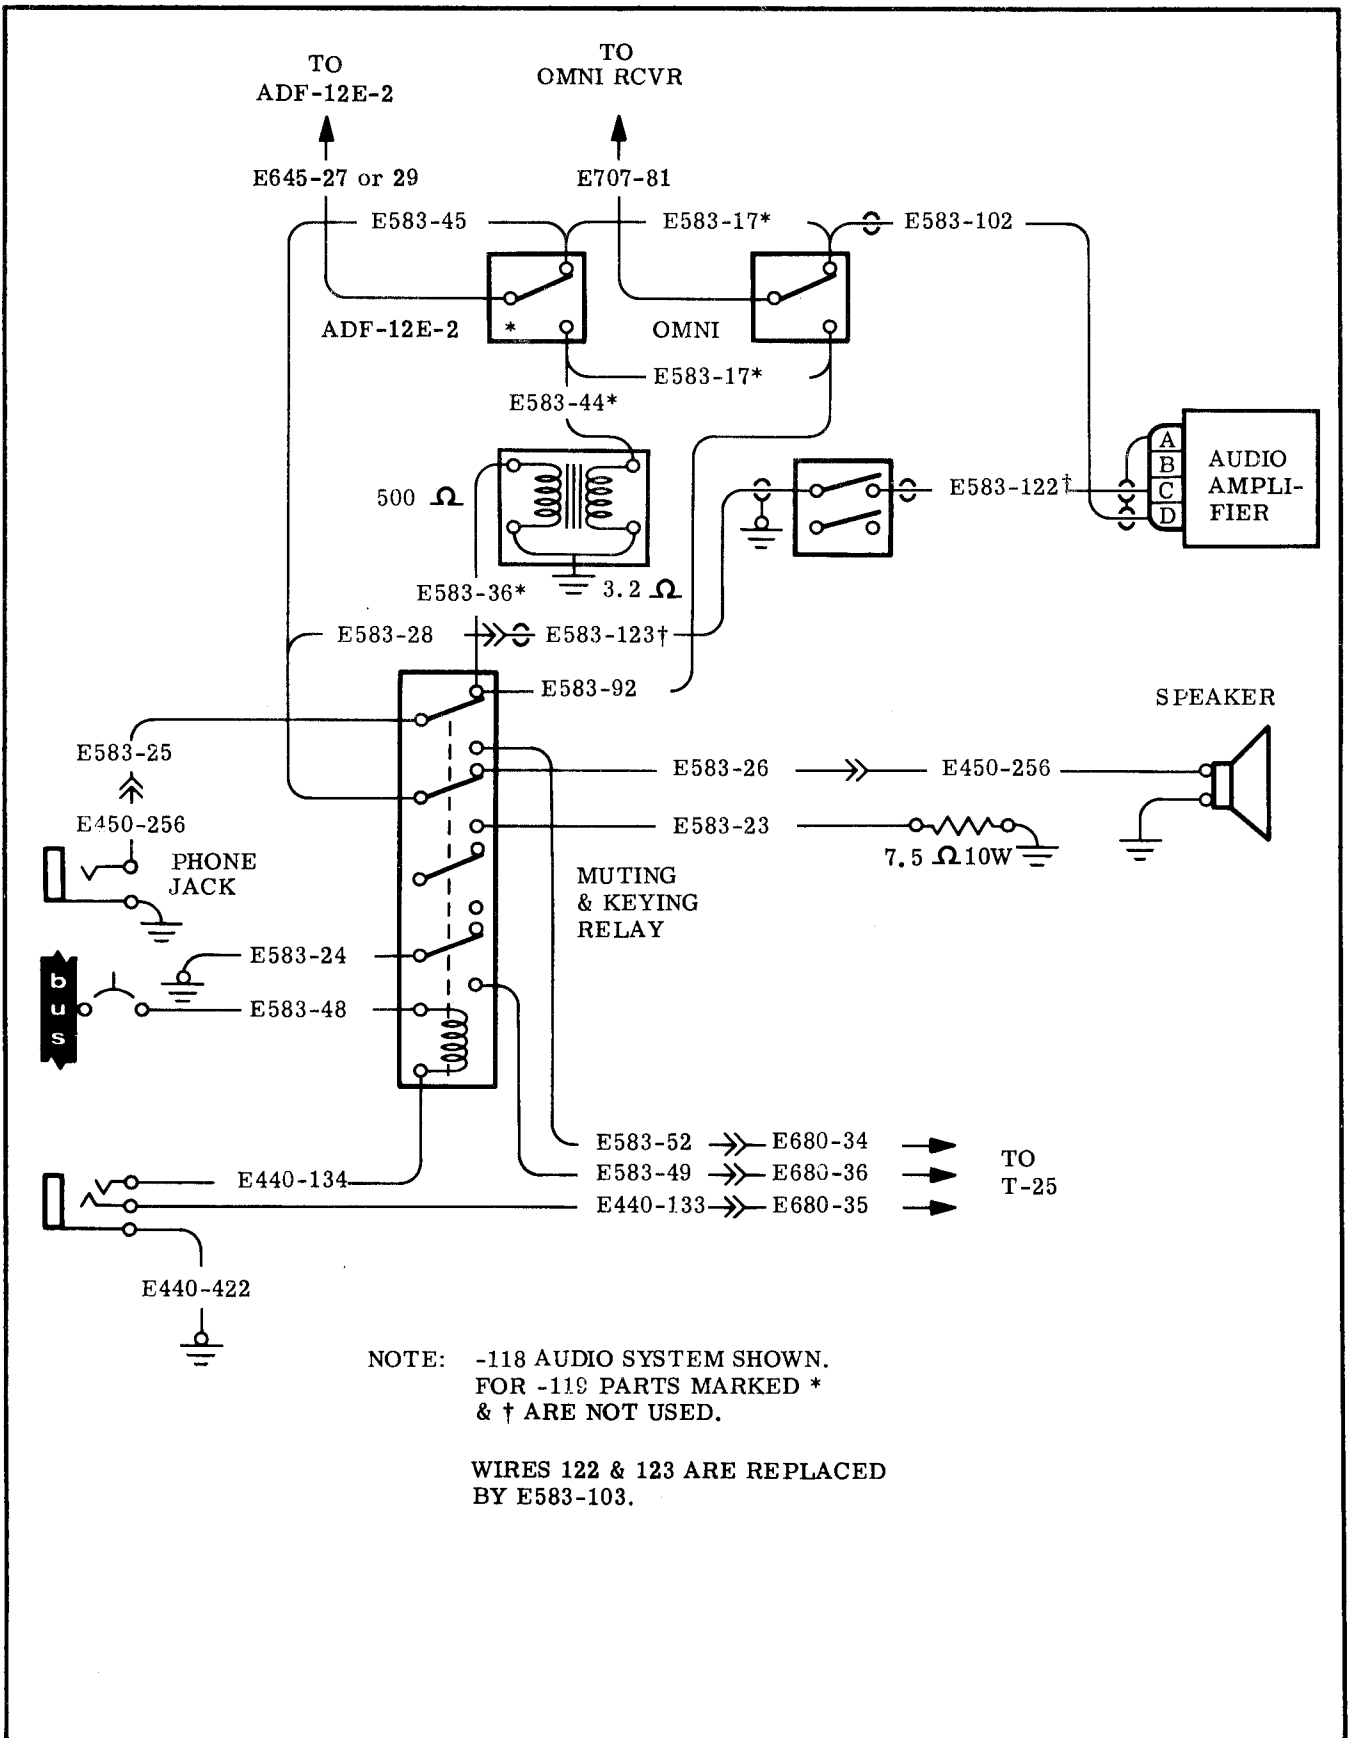 TO
ADF-12E-2
TO
OMNI RCVR
E645-27 or 29
E707-81
E583-45
E583-17*
E583-102
ADF-12E-2
*
OMNI
E583-17*
E583-44*
500 Ω
E583-122†
A
B
C
D
AUDIO
AMPLI-
FIER
E583-36*
3.2 Ω
E583-28
E583-123†
E583-92
SPEAKER
E583-25
E583-26
E450-256
E450-256
E583-23
7.5 Ω 10W
PHONE
JACK
MUTING
& KEYING
RELAY
E583-24
bus
E583-48
E583-52
E680-34
E583-49
E680-36
E440-133
E680-35
TO
T-25
E440-134
E440-422
NOTE: -118 AUDIO SYSTEM SHOWN.
FOR -119 PARTS MARKED *
& † ARE NOT USED.
WIRES 122 & 123 ARE REPLACED
BY E583-103.